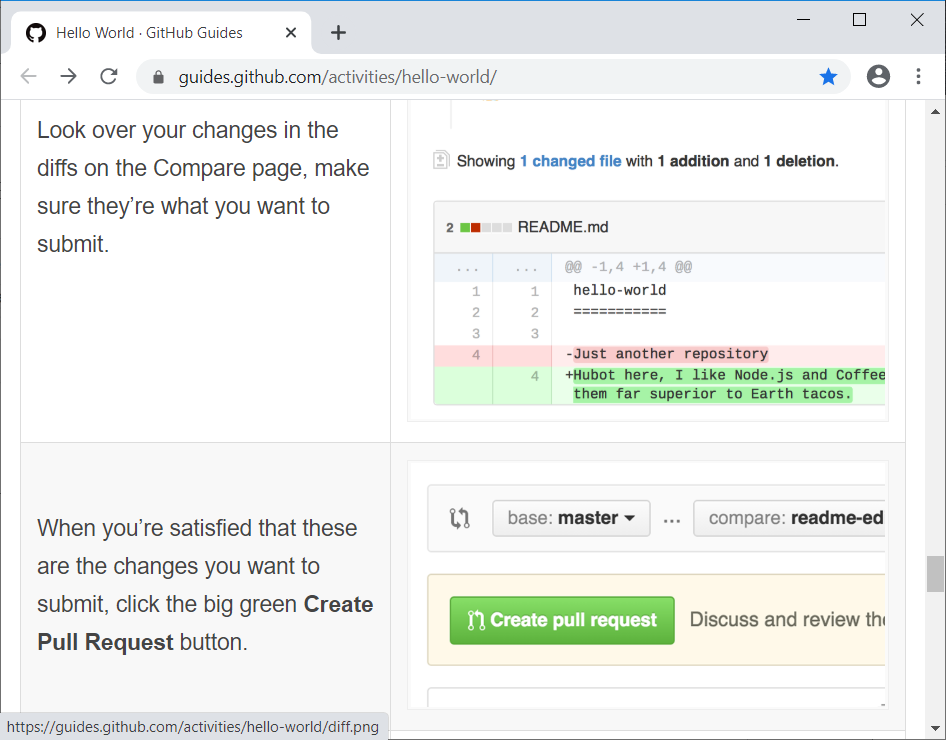 Hello World · GitHub Guides
guides.github.com/activities/hello-world/
Look over your changes in the
diffs on the Compare page, make
sure they’re what you want to
submit.
Showing 1 changed file with 1 addition and 1 deletion.
2 README.md
... ... @@ -1,4 +1,4 @@
1 1 hello-world
2 2 ===========
3 3
4 -Just another repository
4 +Hubot here, I like Node.js and Coffee
them far superior to Earth tacos.
When you’re satisfied that these
are the changes you want to
submit, click the big green Create
Pull Request button.
base: master ... compare: readme-ed
Create pull request Discuss and review the
https://guides.github.com/activities/hello-world/diff.png